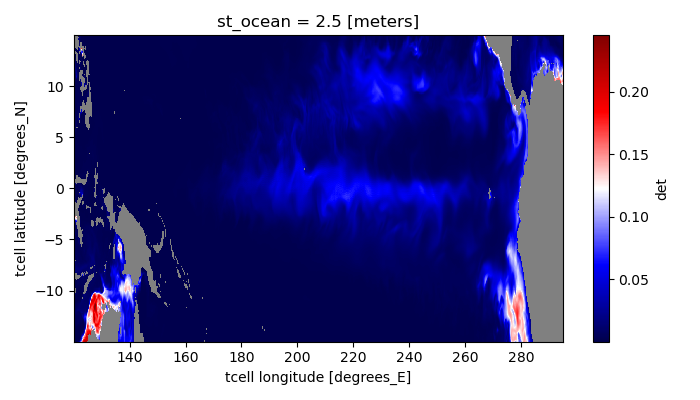 st_ocean = 2.5 [meters]
10
5
0
−5
−10
tcell latitude [degrees_N]
140 160 180 200 220 240 260 280
tcell longitude [degrees_E]
0.20
0.15
0.10
0.05
det